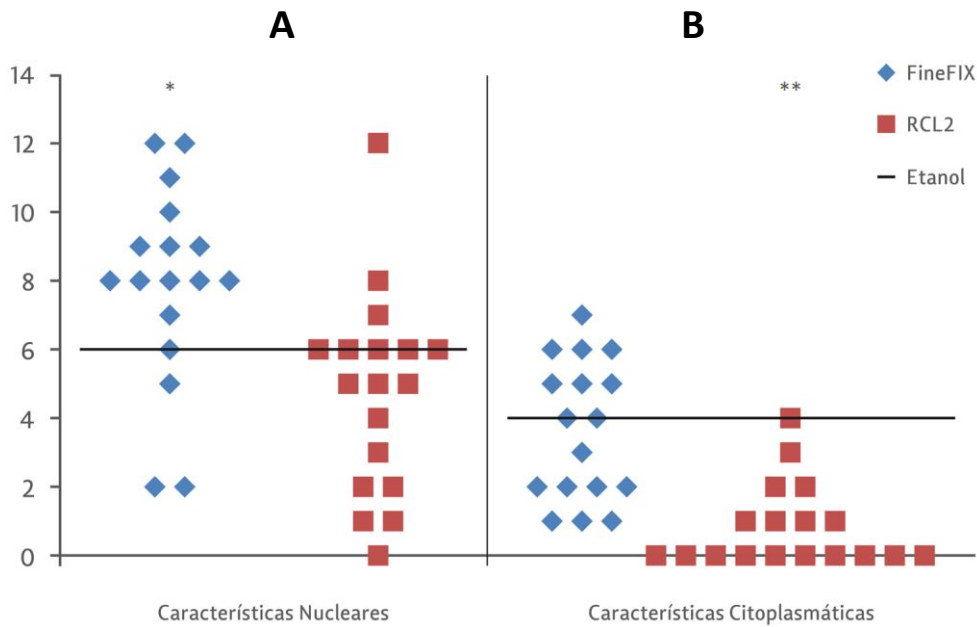 A
B
14
12
10
8
6
4
2
0
*
**
FineFIX
RCL2
Etanol
Características Nucleares
Características Citoplasmáticas